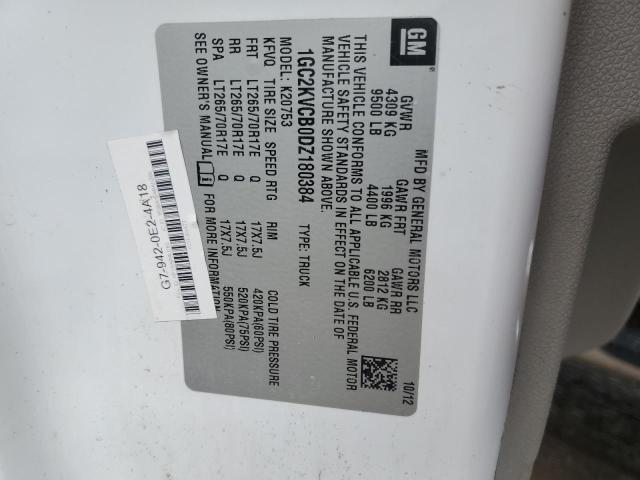 GM
®
MFD BY GENERAL MOTORS LLC 10/12
GVWR GAWR FRT GAWR RR
4309 KG 1996 KG 2812 KG
9500 LB 4400 LB 6200 LB
THIS VEHICLE CONFORMS TO ALL APPLICABLE U.S. FEDERAL MOTOR
VEHICLE SAFETY STANDARDS IN EFFECT ON THE DATE OF
MANUFACTURE SHOWN ABOVE.
1GC2KVCB0DZ180384 TYPE: TRUCK
MODEL: K20753
KFVQ TIRE SIZE SPEED RTG RIM COLD TIRE PRESSURE
FRT LT265/70R17E Q 17X7.5J 420KPA(60PSI)
RR LT265/70R17E Q 17X7.5J 520KPA(75PSI)
SPA LT265/70R17E Q 17X7.5J 550KPA(80PSI)
SEE OWNER'S MANUAL FOR MORE INFORMATION
G7-942-0E2-4A18